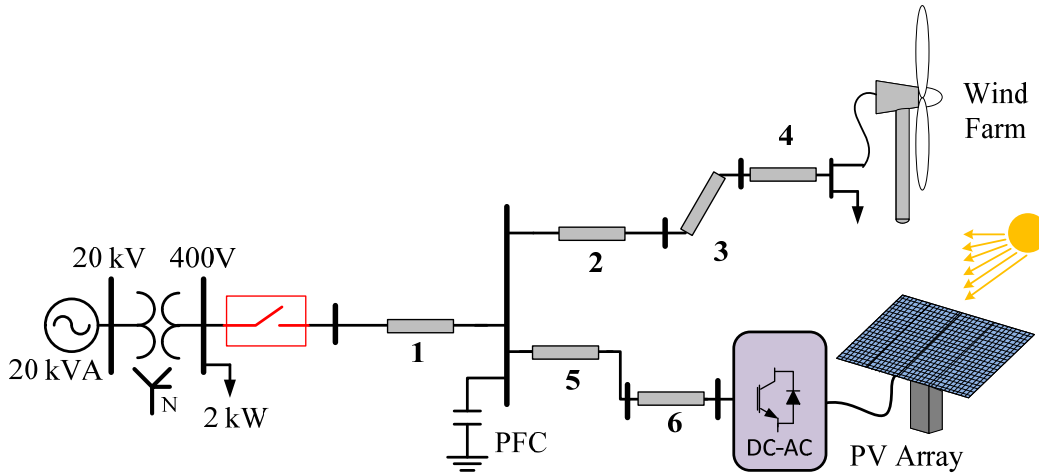 Wind
Farm
4
3
2
20 kV
400V
1
20 kVA
N
2 kW
PFC
5
6
DC-AC
PV Array